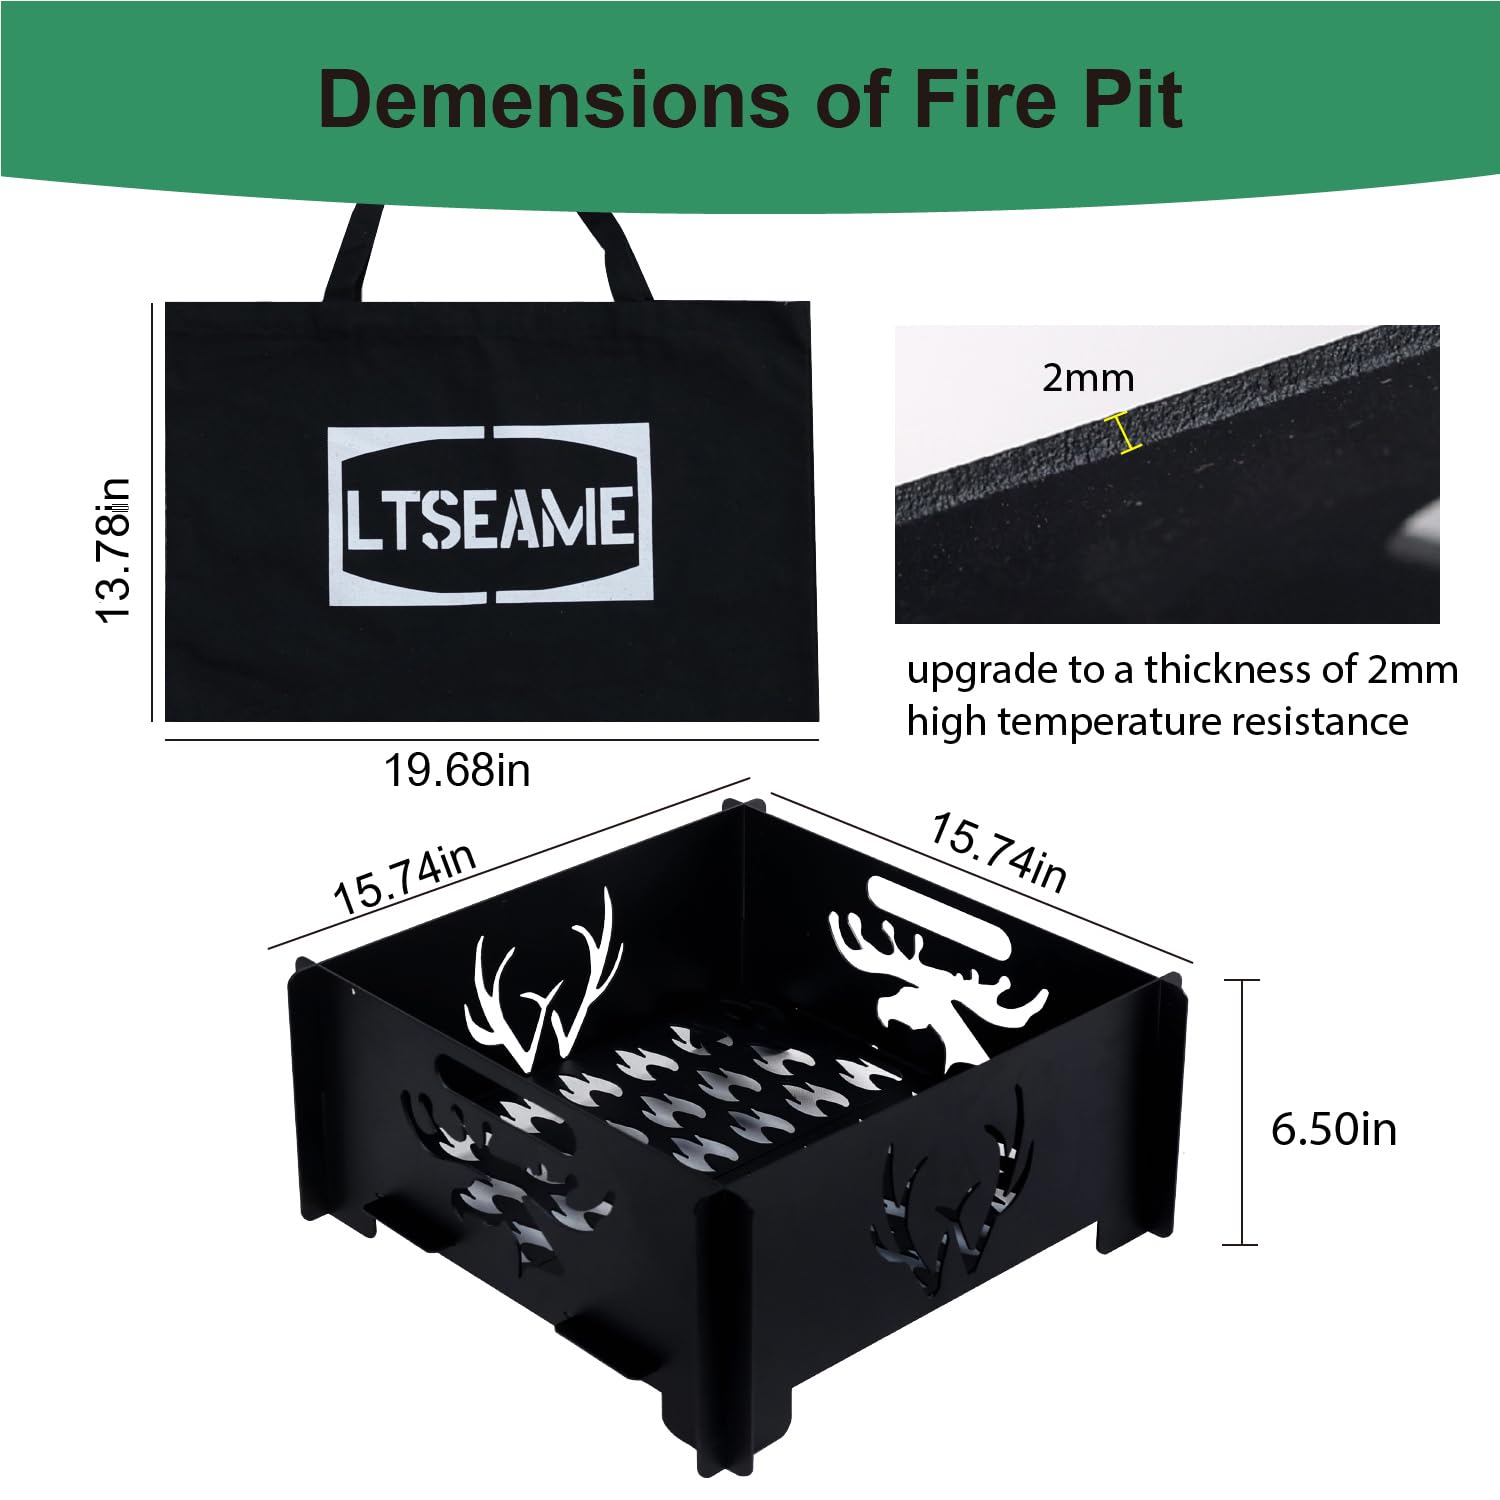 Demensions of Fire Pit
LTSEAME
13.78in
19.68in
2mm
upgrade to a thickness of 2mm
high temperature resistance
15.74in
15.74in
6.50in